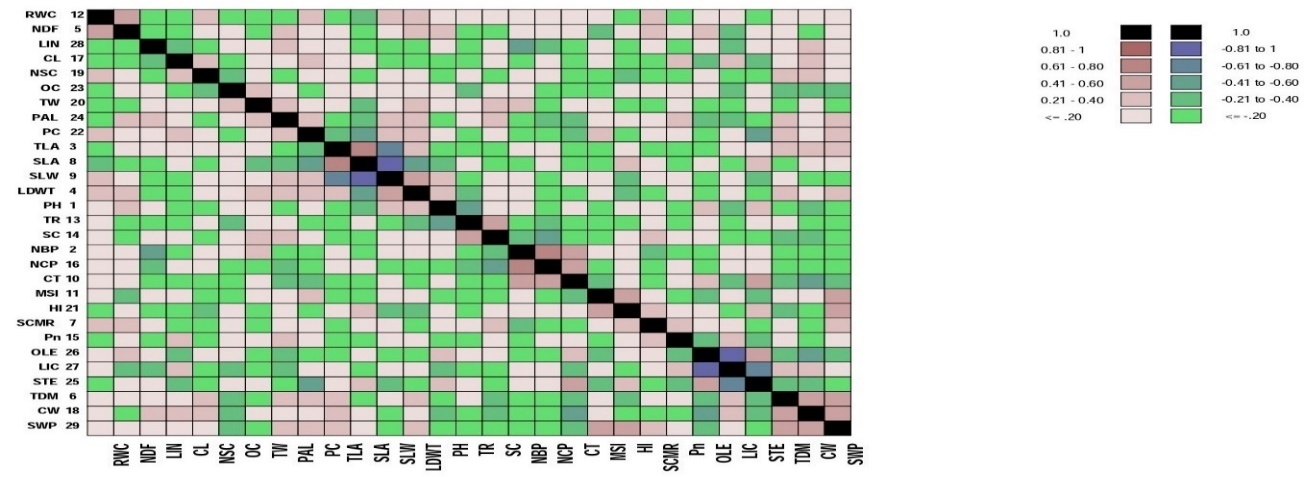 RWC 12
NDF 5
LIN 28
CL 17
NSC 19
OC 23
TW 20
PAL 24
PC 22
TLA 3
SLA 8
SLW 9
LDWT 4
PH 1
TR 13
SC 14
NBP 2
NCP 16
CT 10
MSI 11
HI 21
SCMR 7
Pn 15
OLE 26
LIC 27
STE 25
TDM 6
CW 18
SWP 29
RWC NDF LIN CL NSC OC TW PAL PC TLA SLA SLW LDWT PH TR SC NBP NCP CT MSI HI SCMR Pn OLE LIC STE TDM CW SWP
1.0 1.0
0.81 - 1 -0.81 to 1
0.61 - 0.80 -0.61 to -0.80
0.41 - 0.60 -0.41 to -0.60
0.21 - 0.40 -0.21 to -0.40
<= .20 <= -.20